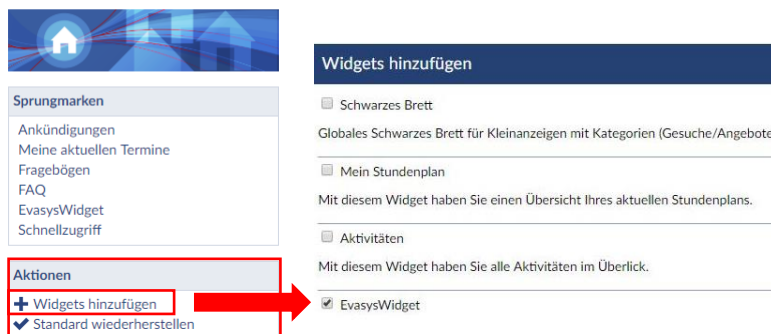 Sprungmarken
Ankündigungen
Meine aktuellen Termine
Fragebögen
FAQ
EvasysWidget
Schnellzugriff
Aktionen
Widgets hinzufügen
Standard wiederherstellen
Widgets hinzufügen
Schwarzes Brett
Globales Schwarzes Brett für Kleinanzeigen mit Kategorien (Gesuche/Angebote
Mein Stundenplan
Mit diesem Widget haben Sie einen Übersicht Ihres aktuellen Stundenplans.
Aktivitäten
Mit diesem Widget haben Sie alle Aktivitäten im Überlick.
EvasysWidget